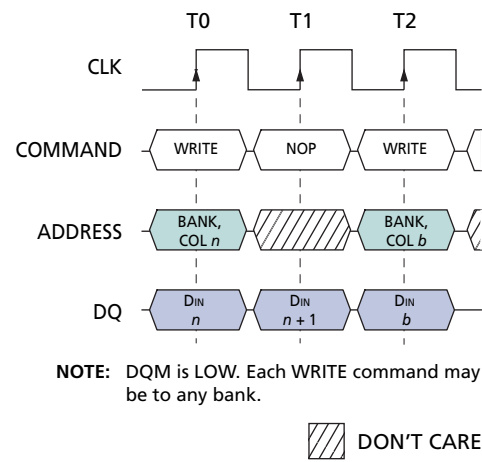 T0 T1 T2
CLK
COMMAND WRITE NOP WRITE
ADDRESS BANK, COL n BANK, COL b
DQ DIN n DIN n + 1 DIN b
NOTE: DQM is LOW. Each WRITE command may
be to any bank.
DON'T CARE